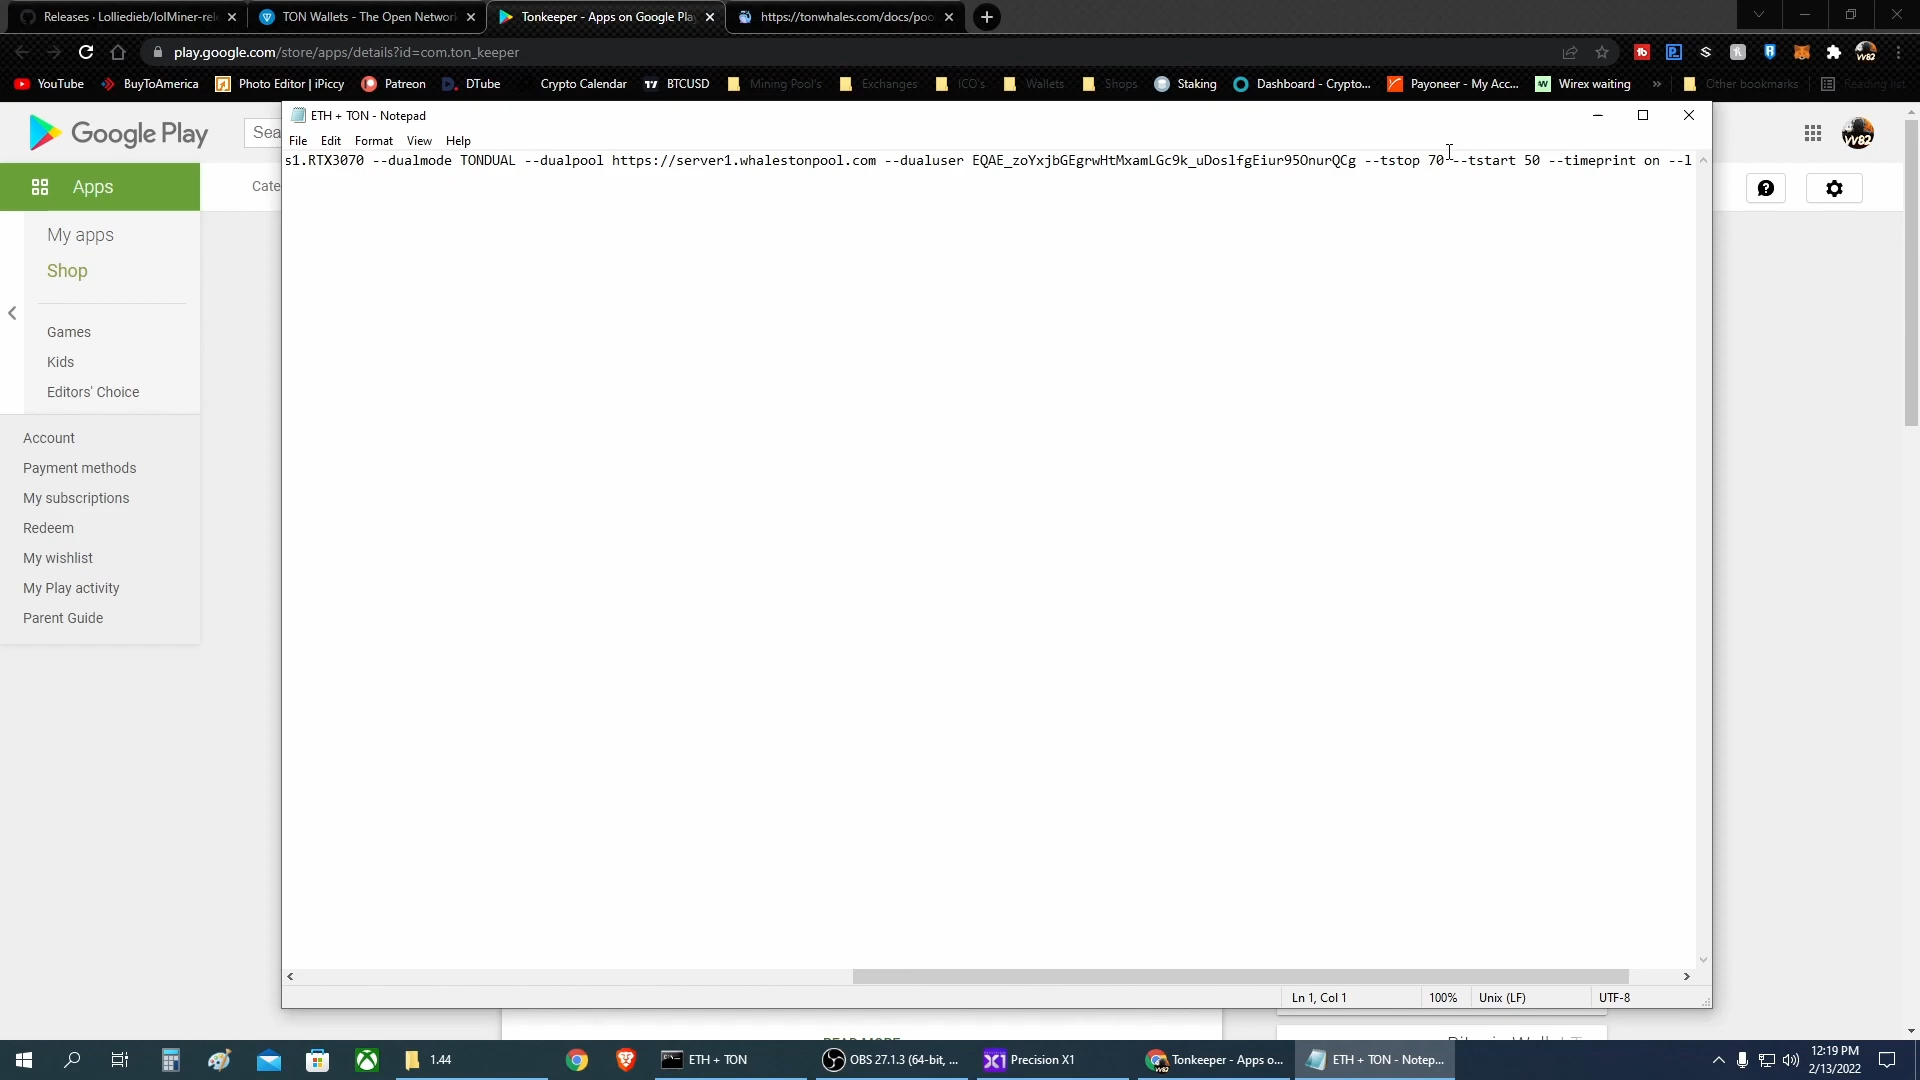 Releases · Lolliedieb/lolMiner-rel
TON Wallets - The Open Network
Tonkeeper - Apps on Google Pla
https://tonwhales.com/docs/poo
play.google.com/store/apps/details?id=com.ton_keeper
YouTube
BuyToAmerica
Photo Editor | iPiccy
Patreon
DTube
Crypto Calendar
BTCUSD
Mining Pool's
Exchanges
ICO's
Wallets
Shops
Staking
Dashboard - Crypto...
Payoneer - My Acc...
Wirex waiting
»
Other bookmarks
Reading list
Google Play
Sea
Apps
Cate
My apps
Shop
Games
Kids
Editors' Choice
Account
Payment methods
My subscriptions
Redeem
My wishlist
My Play activity
Parent Guide
ETH + TON - Notepad
File Edit Format View Help
s1.RTX3070 --dualmode TONDUAL --dualpool https://server1.whalestonpool.com --dualuser EQAE_zoYxjbGEgrwHtMxamLGc9k_uDoslfgEiur95OnurQCg --tstop 70 --tstart 50 --timeprint on --l
Ln 1, Col 1
100%
Unix (LF)
UTF-8
READ MORE
1.44
ETH + TON
OBS 27.1.3 (64-bit, ...
Precision X1
Tonkeeper - Apps o...
ETH + TON - Notep...
12:19 PM
2/13/2022